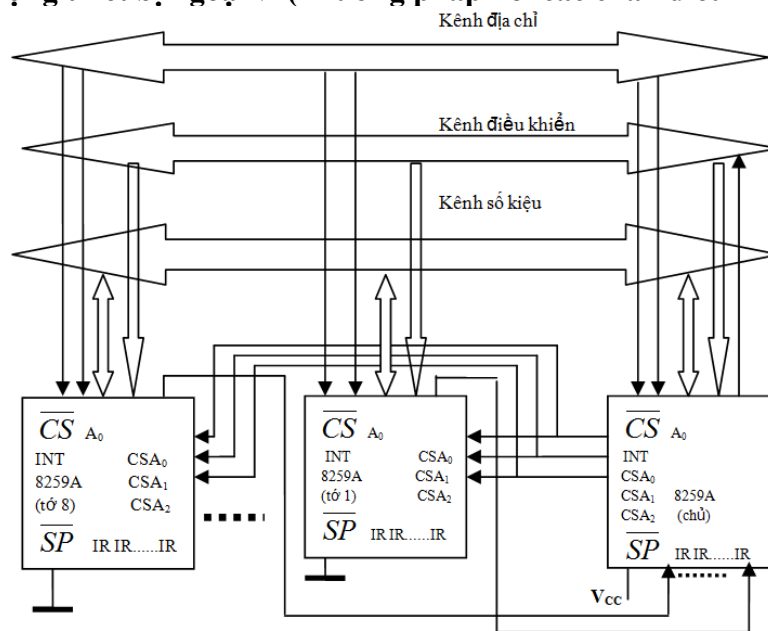 Kênh địa chỉ
Kênh điều khiển
Kênh số kiệu
CS A0
INT CSA0
8259A CSA1
(tớ 8) CSA2
SP IR IR......IR
CS A0
INT CSA0
8259A CSA1
(tớ 1) CSA2
SP IR IR......IR
CS A0
INT
CSA0
CSA1 8259A
CSA2 (chủ)
SP IR IR......IR
VCC